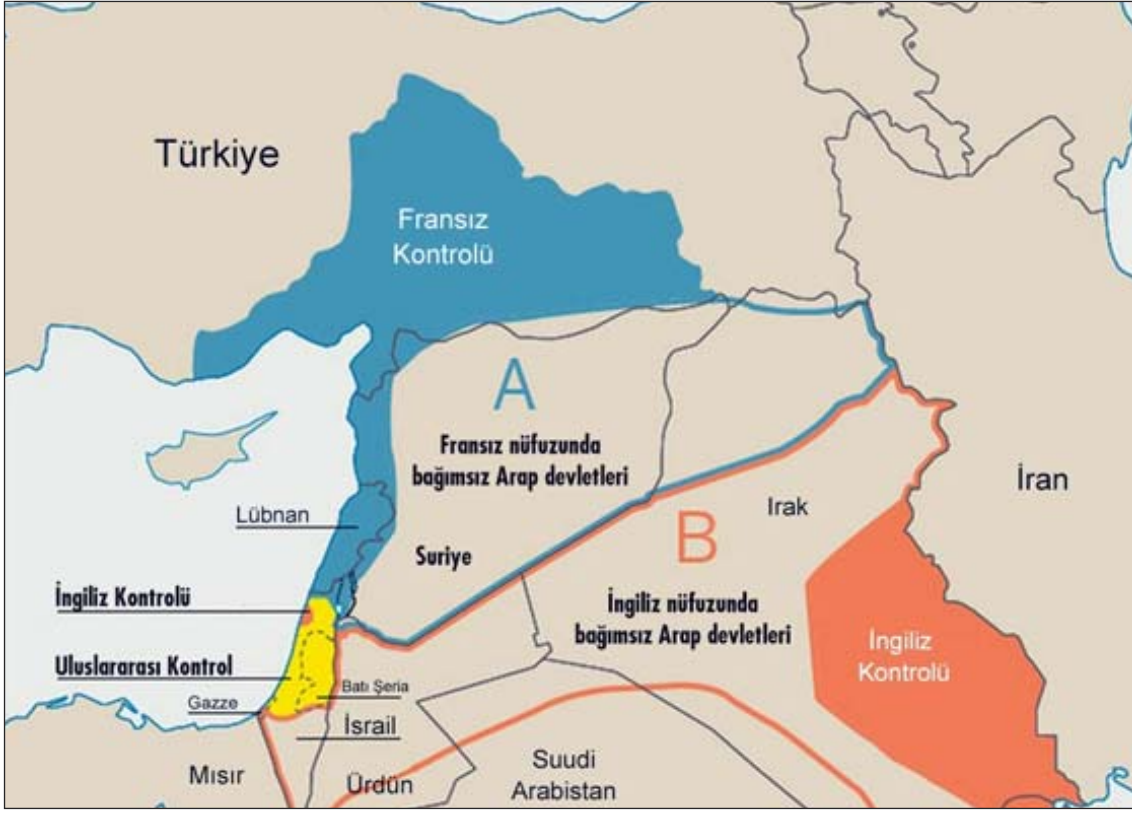 Türkiye
Fransız
Kontrolü
A
Fransız nüfuzunda
bağımsız Arap devletleri
İran
Irak
Lübnan
B
Suriye
İngiliz Kontrolü
İngiliz nüfuzunda
bağımsız Arap devletleri
İngiliz
Kontrolü
Uluslararası Kontrol
Batı Şeria
Gazze
İsrail
Mısır
Ürdün
Suudi
Arabistan